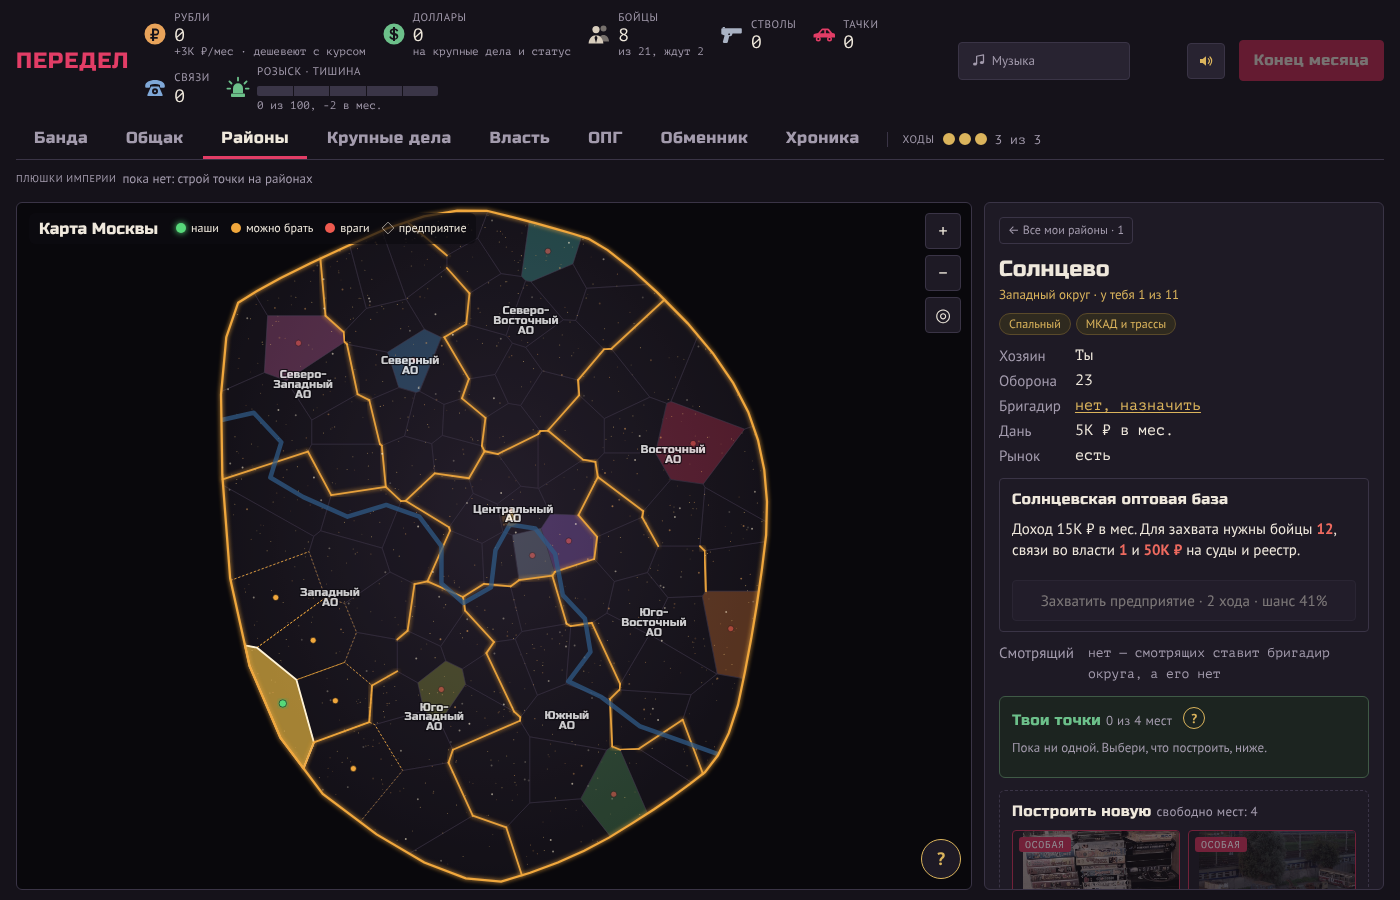 ПЕРЕДЕЛ
РУБЛИ
0
+3K ₽/мес · дешевеют с курсом
ДОЛЛАРЫ
0
на крупные дела и статус
БОЙЦЫ
8
из 21, ждут 2
СТВОЛЫ
0
ТАЧКИ
0
СВЯЗИ
0
РОЗЫСК · ТИШИНА
0 из 100, -2 в мес.
Музыка
Конец месяца
Банда
Общак
Районы
Крупные дела
Власть
ОПГ
Обменник
Хроника
ХОДЫ
3 из 3
ПЛЮШКИ ИМПЕРИИ пока нет: строй точки на районах
Карта Москвы
наши
можно брать
враги
предприятие
+
−
Северо-
Восточный
АО
Северный
АО
Северо-
Западный
АО
Восточный
АО
Центральный
АО
Западный
АО
Юго-
Восточный
АО
Юго-
Западный
АО
Южный
АО
?
← Все мои районы · 1
Солнцево
Западный округ · у тебя 1 из 11
Спальный
МКАД и трассы
Хозяин Ты
Оборона 23
Бригадир нет, назначить
Дань 5K ₽ в мес.
Рынок есть
Солнцевская оптовая база
Доход 15K ₽ в мес. Для захвата нужны бойцы 12,
связи во власти 1 и 50K ₽ на суды и реестр.
Захватить предприятие · 2 хода · шанс 41%
Смотрящий нет — смотрящих ставит бригадир
округа, а его нет
Твои точки 0 из 4 мест ?
Пока ни одной. Выбери, что построить, ниже.
Построить новую свободно мест: 4
ОСОБАЯ
ОСОБАЯ